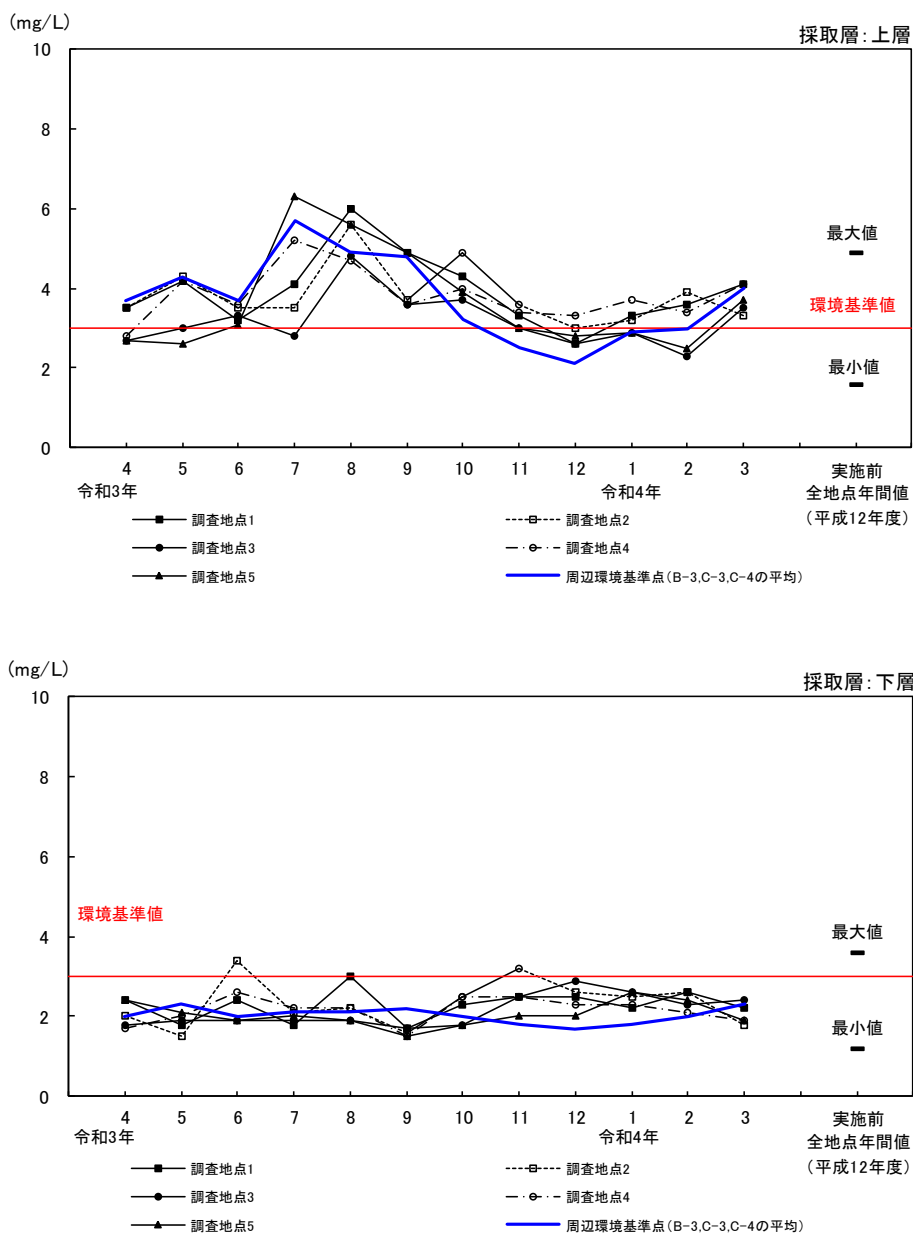 (mg/L)
採取層:上層
10
8
6
4
2
0
最大値
環境基準値
最小値
4 5 6 7 8 9 10 11 12 1 2 3
令和3年 令和4年
実施前
全地点年間値
(平成12年度)
調査地点1 調査地点2
調査地点3 調査地点4
調査地点5 周辺環境基準点(B-3,C-3,C-4の平均)
(mg/L)
採取層:下層
10
8
6
4
2
0
環境基準値
最大値
最小値
4 5 6 7 8 9 10 11 12 1 2 3
令和3年 令和4年
実施前
全地点年間値
(平成12年度)
調査地点1 調査地点2
調査地点3 調査地点4
調査地点5 周辺環境基準点(B-3,C-3,C-4の平均)